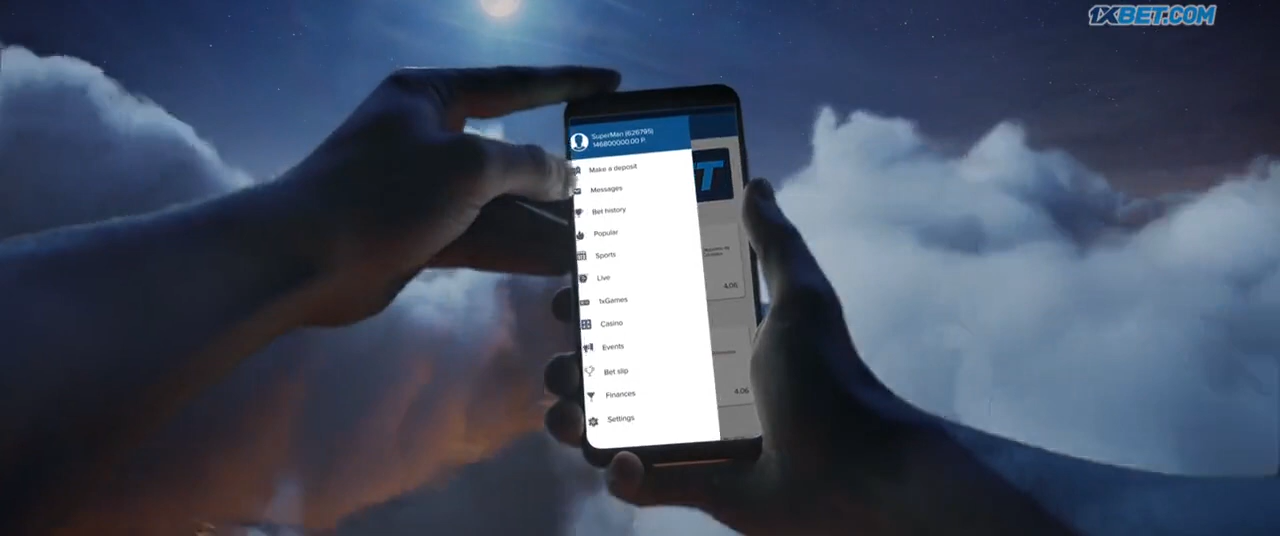 1XBET.COM
SuperMan (626795)
146800000.00 P.
Make a deposit
Messages
Bet history
Popular
Sports
Live
1xGames
Casino
Events
Bet slip
Finances
Settings
T
4.06
4.06